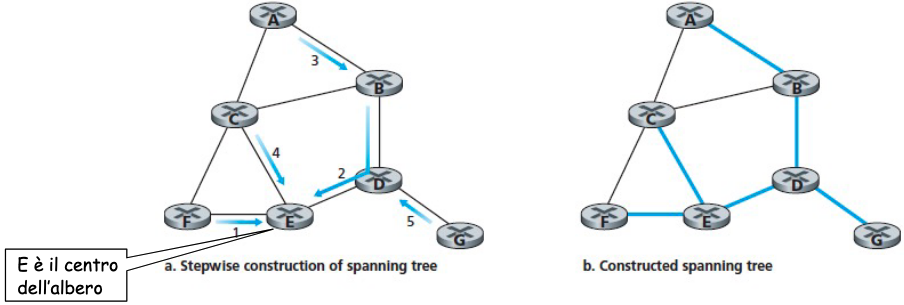 A
3
B
C
4
2
D
F
1
E
5
G
E è il centro
dell'albero
a. Stepwise construction of spanning tree
A
B
C
D
F
E
G
b. Constructed spanning tree